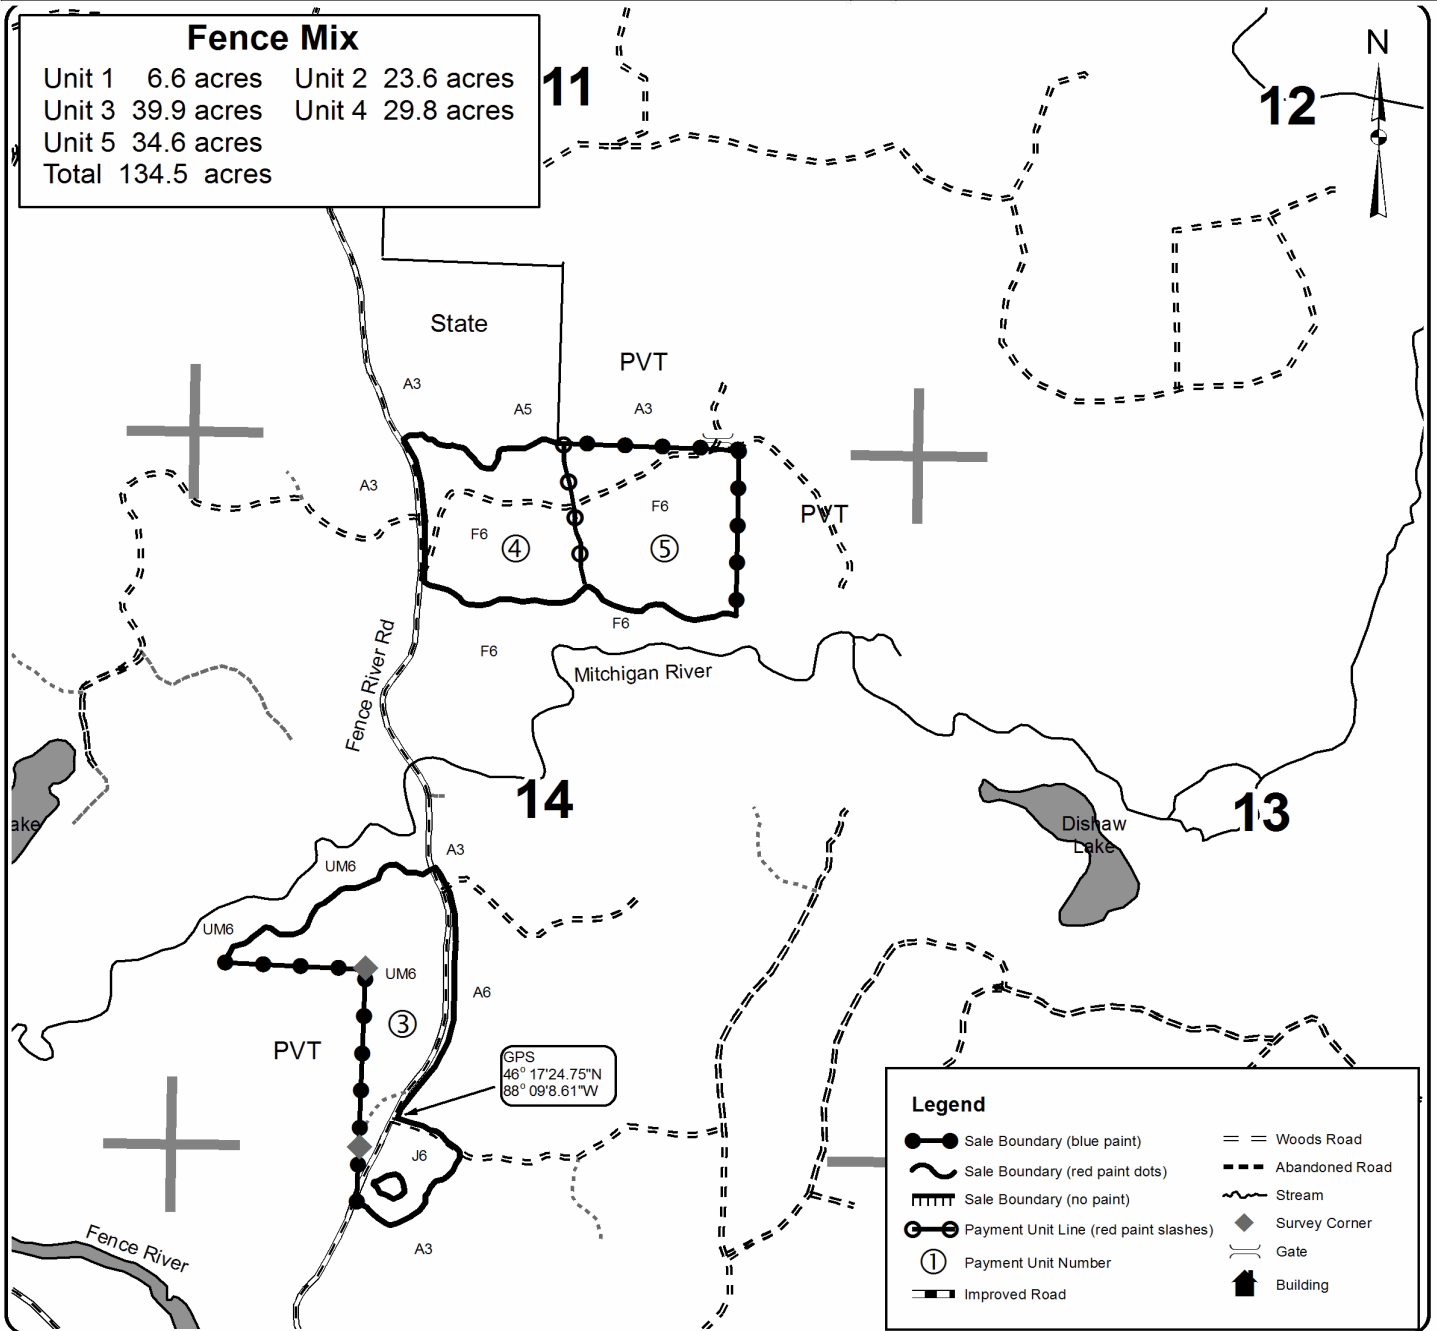 Fence Mix
Unit 1 6.6 acres Unit 2 23.6 acres
Unit 3 39.9 acres Unit 4 29.8 acres
Unit 5 34.6 acres
Total 134.5 acres
11
12
N
State
PVT
A3
A5
A3
A3
F6
PVT
F6
④
⑤
F6
F6
Fence River Rd
Mitchigan River
14
13
Dishaw
Lake
ake
A3
UM6
UM6
UM6
A6
③
PVT
GPS
46° 17'24.75"N
88° 09'8.61"W
J6
A3
Fence River
Legend
Sale Boundary (blue paint)
Sale Boundary (red paint dots)
Sale Boundary (no paint)
Payment Unit Line (red paint slashes)
① Payment Unit Number
Improved Road
Woods Road
Abandoned Road
Stream
Survey Corner
Gate
Building